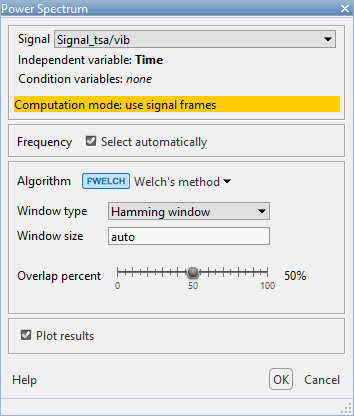 Power Spectrum
Signal Signal_tsa/vib
Independent variable: Time
Condition variables: none
Computation mode: use signal frames
Frequency Select automatically
Algorithm PWELCH Welch's method
Window type Hamming window
Window size auto
Overlap percent 50%
0 50 100
Plot results
Help OK Cancel